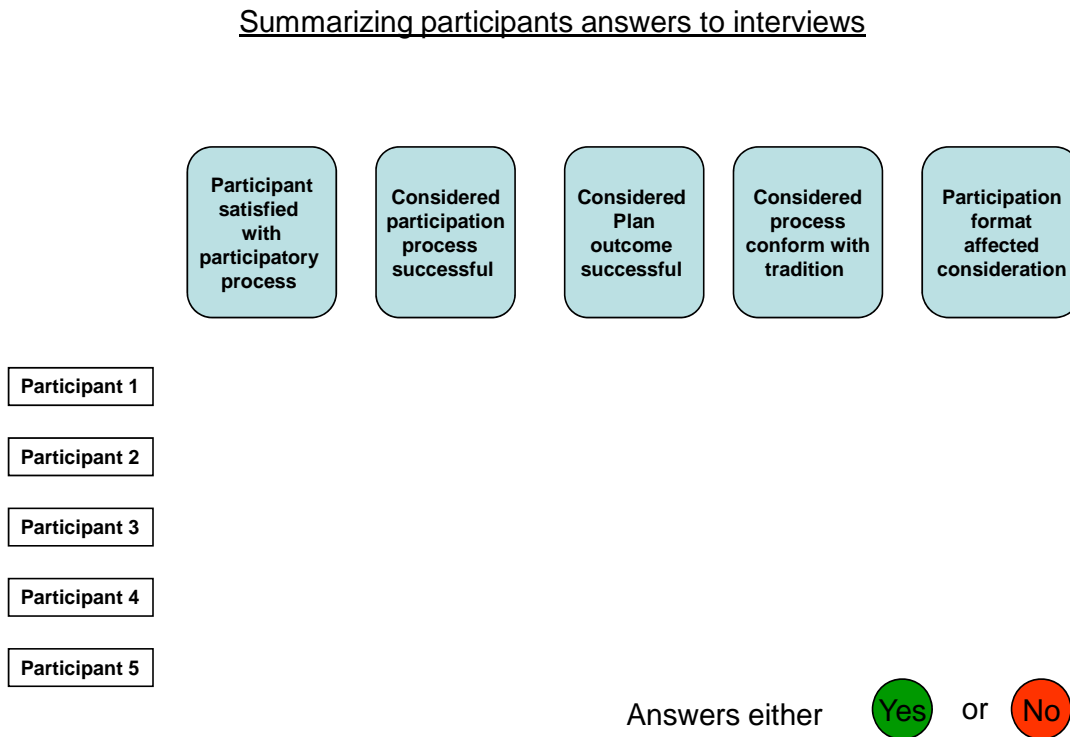 Summarizing participants answers to interviews
Participant
satisfied
with
participatory
process
Considered
participation
process
successful
Considered
Plan
outcome
successful
Considered
process
conform with
tradition
Participation
format
affected
consideration
Participant 1
Participant 2
Participant 3
Participant 4
Participant 5
Answers either Yes or No